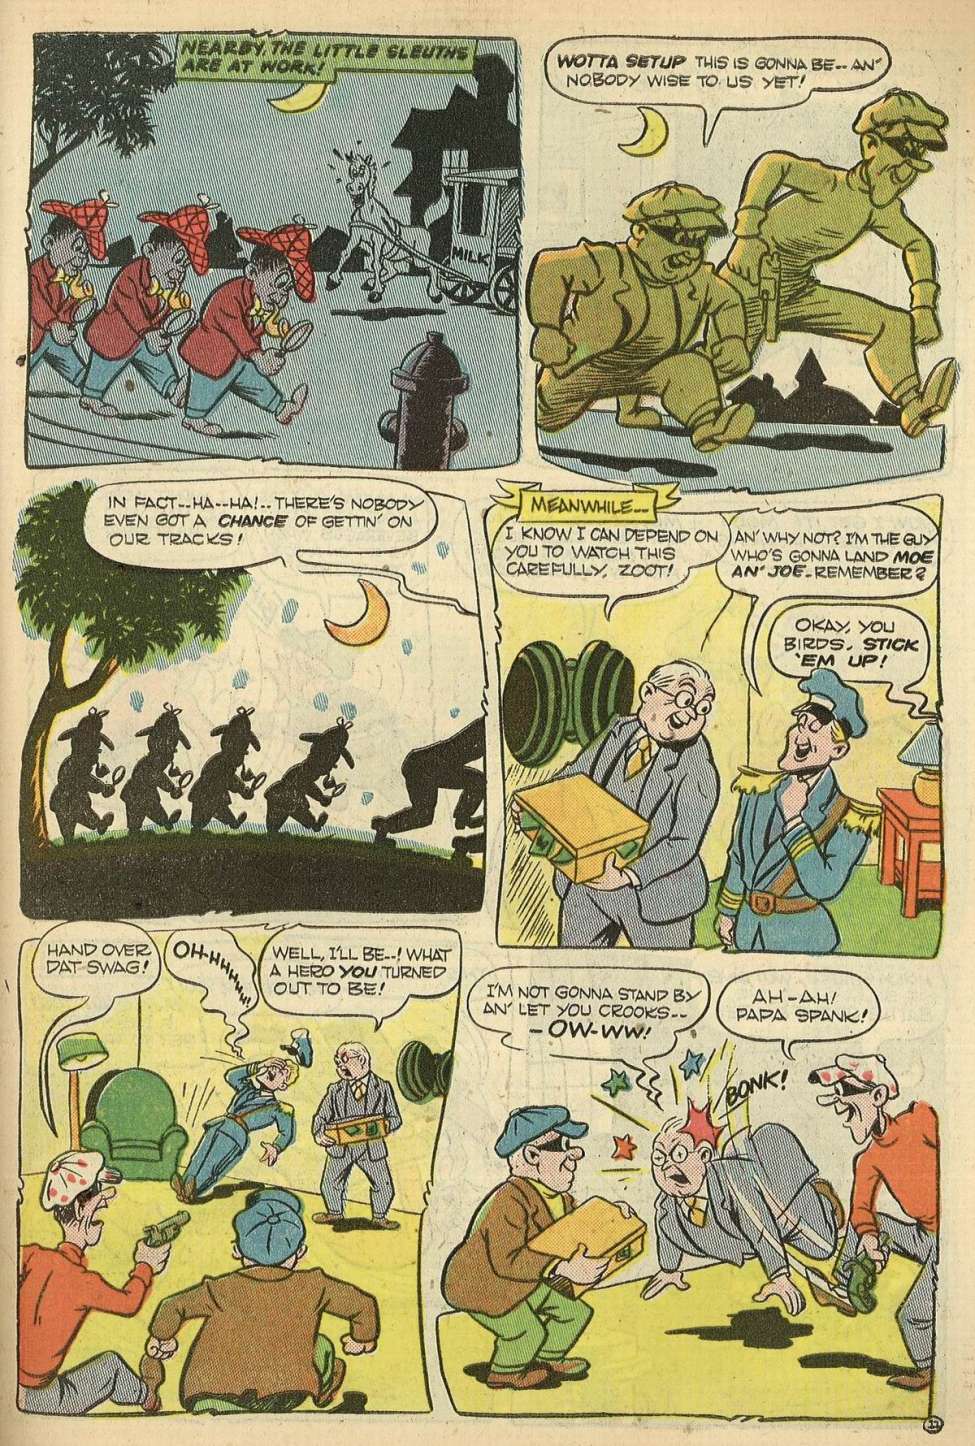 NEARBY, THE LITTLE SLEUTHS
ARE AT WORK!
MILK
WOTTA SETUP THIS IS GONNA BE-- AN'
NOBODY WISE TO US YET!
IN FACT--HA--HA!-- THERE'S NOBODY
EVEN GOT A CHANCE OF GETTIN' ON
OUR TRACKS!
MEANWHILE--
I KNOW I CAN DEPEND ON
YOU TO WATCH THIS
CAREFULLY, ZOOT!
AN' WHY NOT? I'M THE GUY
WHO'S GONNA LAND MOE
AN' JOE--REMEMBER?
OKAY, YOU
BIRDS, STICK
'EM UP!
HAND OVER
DAT SWAG!
OH-HHHH!!
WELL, I'LL BE--! WHAT
A HERO YOU TURNED
OUT TO BE!
I'M NOT GONNA STAND BY
AN' LET YOU CROOKS--
- OW-WW!
BONK!
AH-AH!
PAPA SPANK!